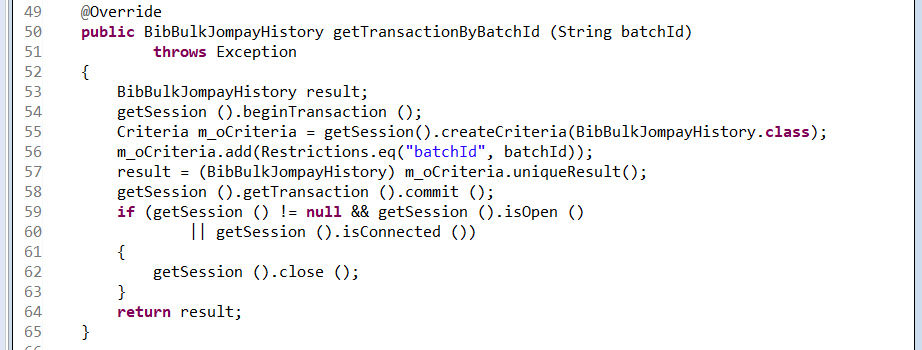 49 @Override
50 public BibBulkJompayHistory getTransactionByBatchId (String batchId)
51 throws Exception
52 {
53 BibBulkJompayHistory result;
54 getSession ().beginTransaction ();
55 Criteria m_oCriteria = getSession().createCriteria(BibBulkJompayHistory.class);
56 m_oCriteria.add(Restrictions.eq("batchId", batchId));
57 result = (BibBulkJompayHistory) m_oCriteria.uniqueResult();
58 getSession ().getTransaction ().commit ();
59 if (getSession () != null && getSession ().isOpen ()
60 || getSession ().isConnected ())
61 {
62 getSession ().close ();
63 }
64 return result;
65 }